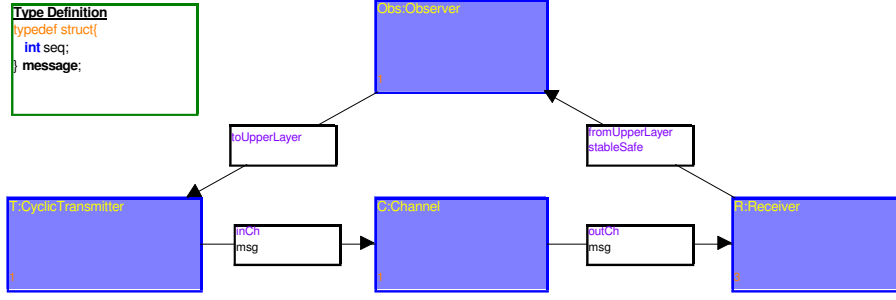 Type Definition
typedef struct{
int seq;
} message;
Obs:Observer
1
toUpperLayer
fromUpperLayer
stableSafe
T:CyclicTransmitter
1
inCh
msg
C:Channel
1
outCh
msg
R:Receiver